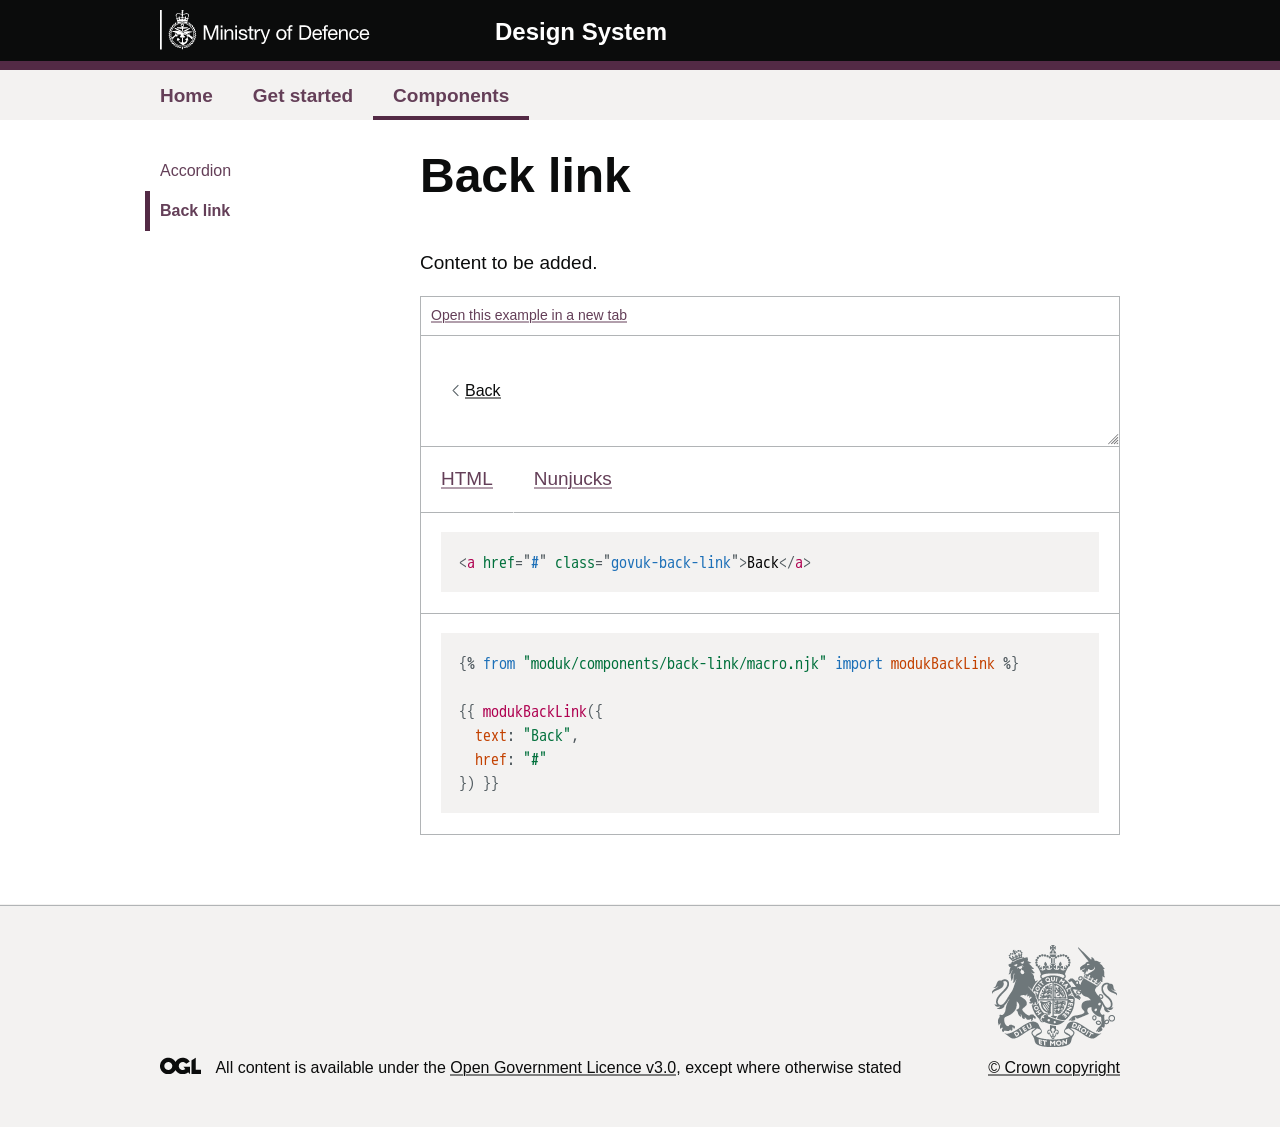 Ministry of Defence
Design System
Home Get started Components
Accordion
Back link
Back link
Content to be added.
Open this example in a new tab
Back
HTML Nunjucks
<a href="#" class="govuk-back-link">Back</a>
{% from "moduk/components/back-link/macro.njk" import modukBackLink %}
{{ modukBackLink({
  text: "Back",
  href: "#"
}) }}
OGL All content is available under the Open Government Licence v3.0, except where otherwise stated
© Crown copyright